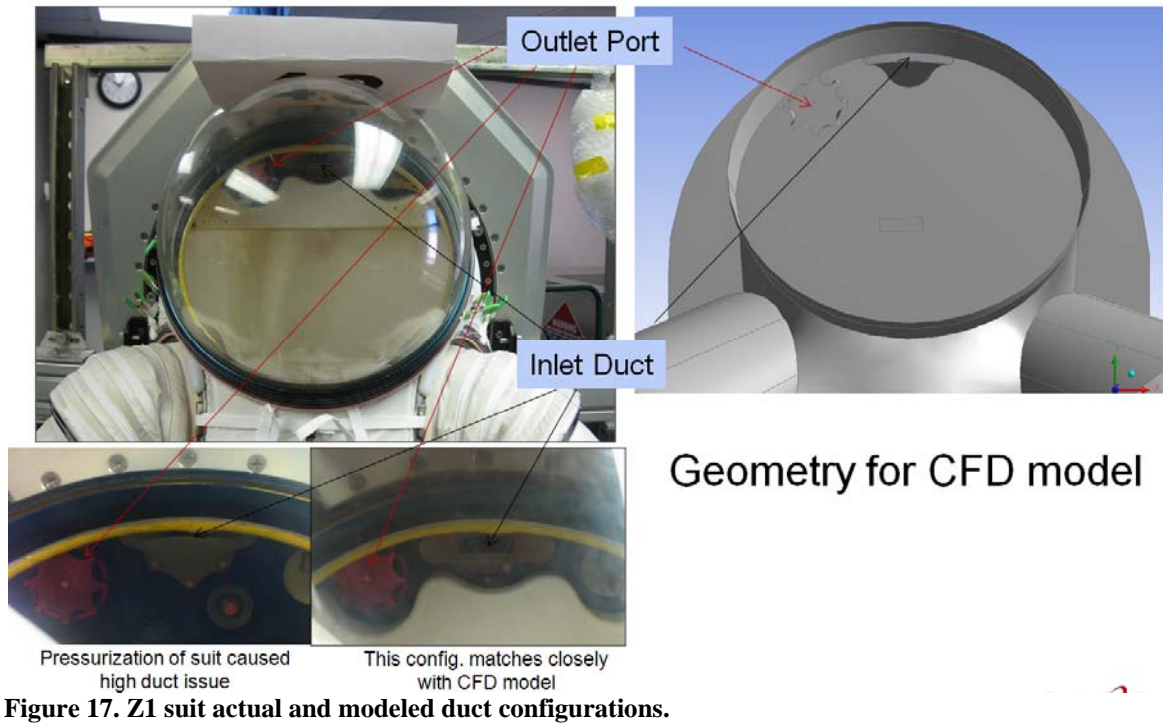 Outlet Port
Inlet Duct
Geometry for CFD model
Pressurization of suit caused
high duct issue
This config. matches closely
with CFD model
Figure 17. Z1 suit actual and modeled duct configurations.